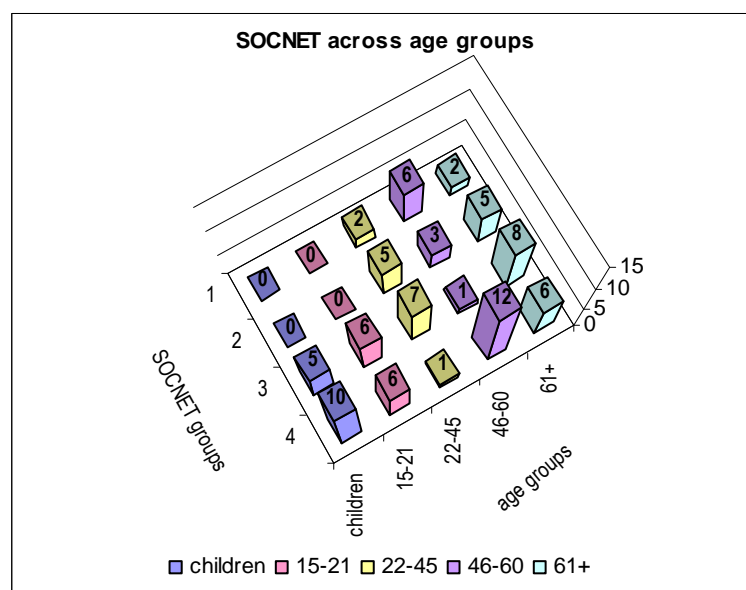 SOCNET across age groups
6 2
2 5
0 3 8
0 5
15
1 0 7 1 12 6 10
5
0
2 0 6
3 5 6 1
10
4
SOCNET groups
children 15-21 22-45 46-60 61+
age groups
children 15-21 22-45 46-60 61+